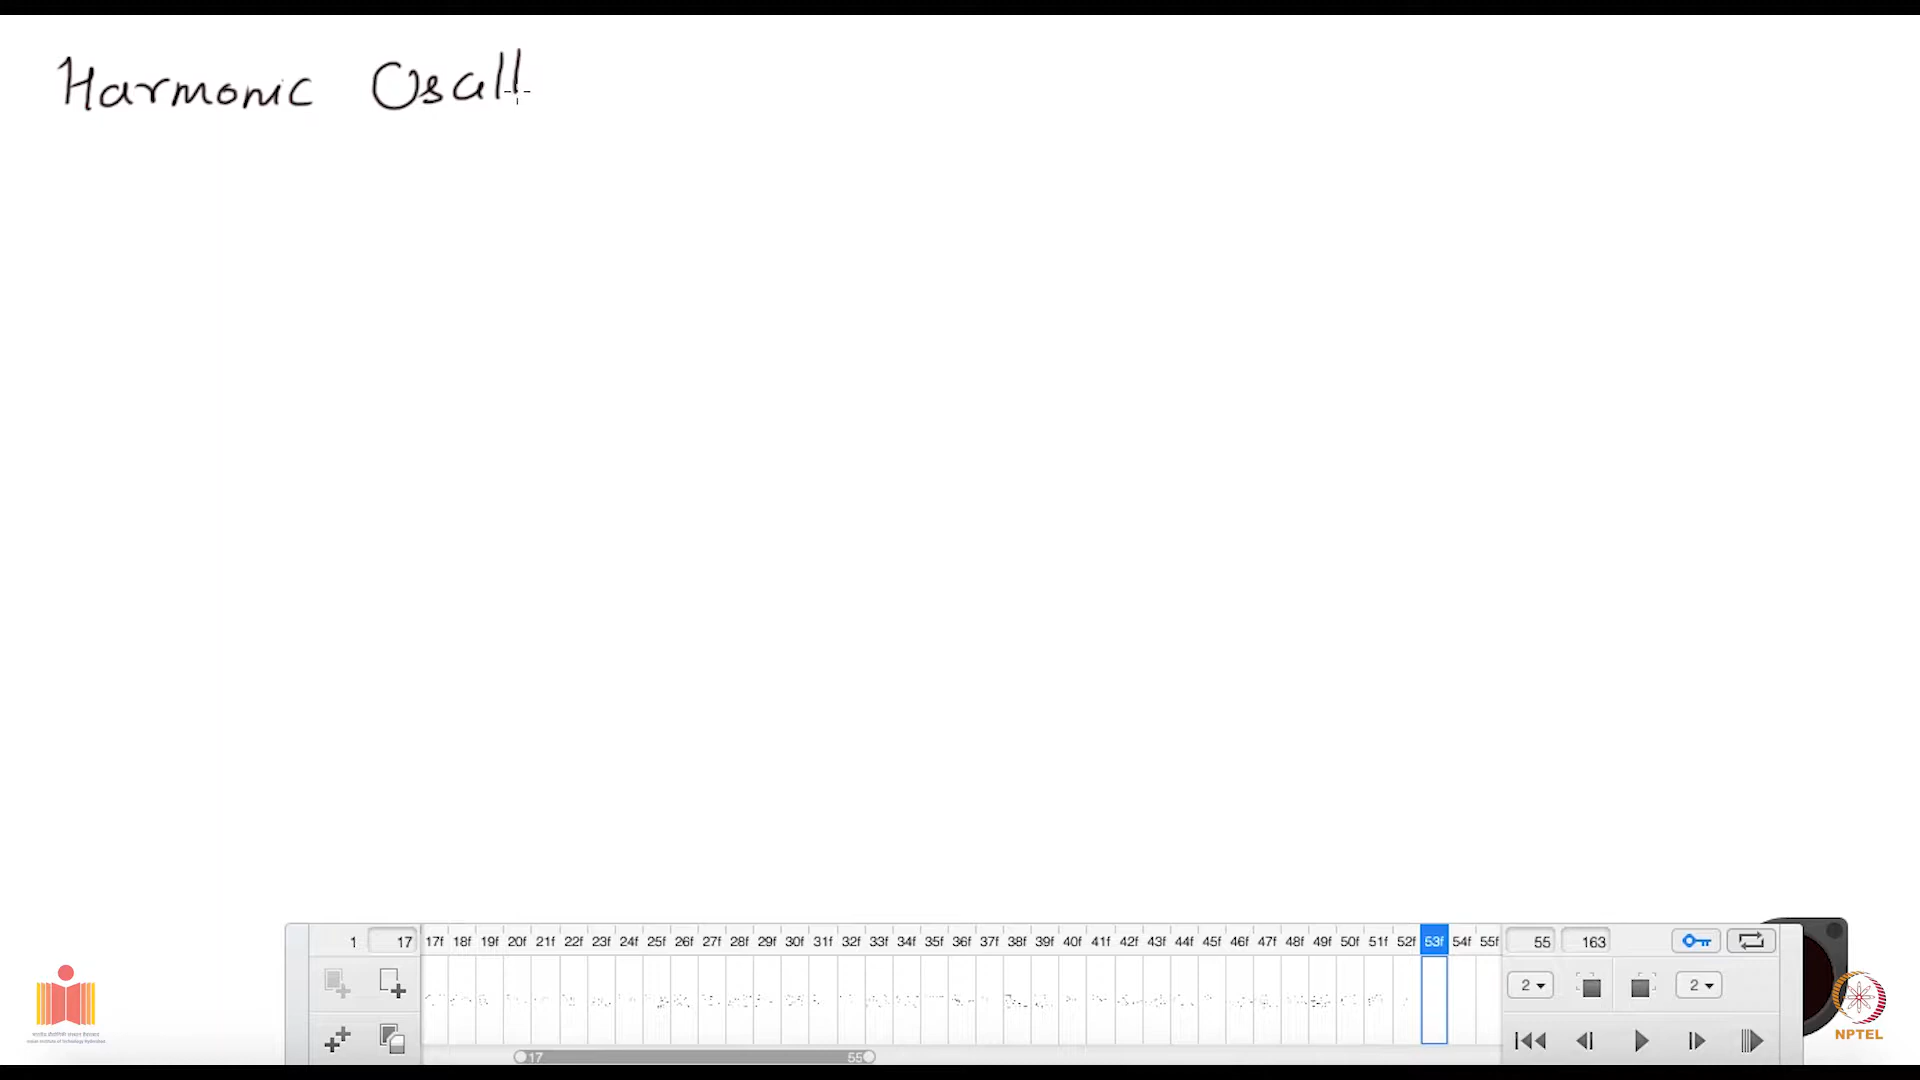 Harmonic Oscill
1 17 17f 18f 19f 20f 21f 22f 23f 24f 25f 26f 27f 28f 29f 30f 31f 32f 33f 34f 35f 36f 37f 38f 39f 40f 41f 42f 43f 44f 45f 46f 47f 48f 49f 50f 51f 52f 53f 54f 55f 55 163
2 2
NPTEL
17 55